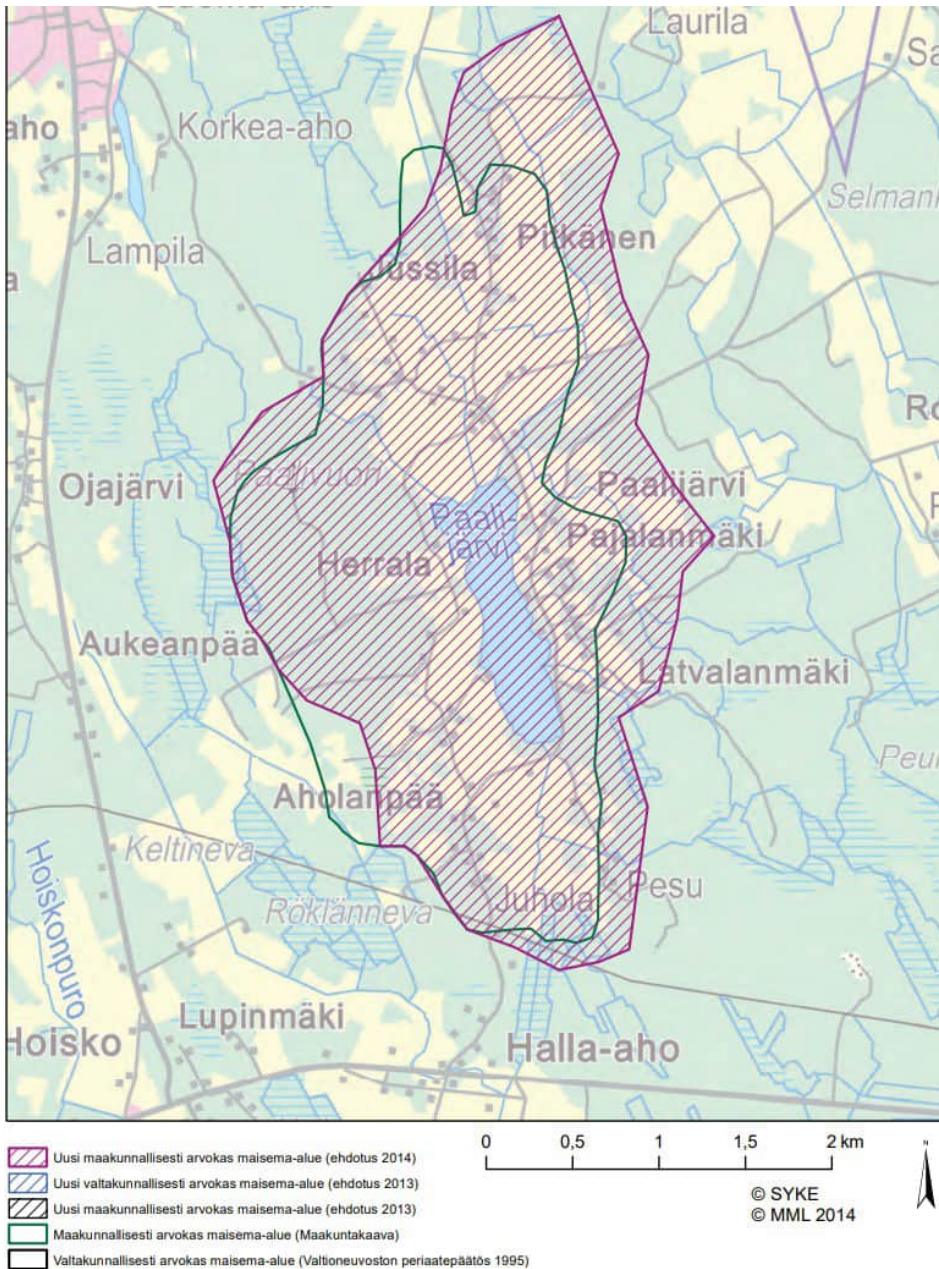 Laurila
aho
Korkea-aho
Selmank
Lampila
Pitkänen
Jussila
Ojajärvi
Paalivuori
Paalijärvi
Paali-
järvi
Pajalanmäki
Herrala
Aukeanpää
Latvalanmäki
Peur
Aholanpää
Keltineva
Hoiskonpuro
Röklänneva
Juhola
Pesu
Lupinmäki
Hoisko
Halla-aho
0 0,5 1 1,5 2 km
N
Uusi maakunnallisesti arvokas maisema-alue (ehdotus 2014)
Uusi valtakunnallisesti arvokas maisema-alue (ehdotus 2013)
Uusi maakunnallisesti arvokas maisema-alue (ehdotus 2013)
Maakunnallisesti arvokas maisema-alue (Maakuntakaava)
Valtakunnallisesti arvokas maisema-alue (Valtioneuvoston periaatepäätös 1995)
© SYKE
© MML 2014